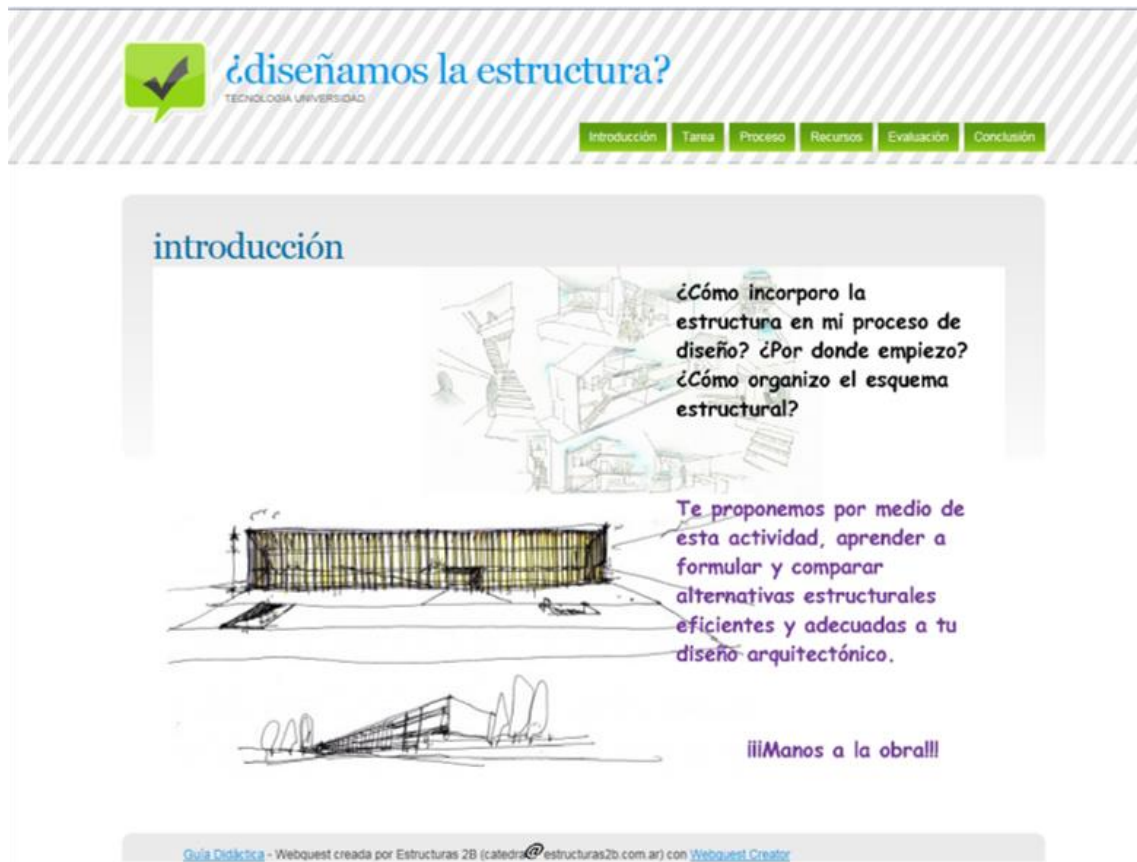 ¿diseñamos la estructura?
TECNOLOGIA UNIVERSIDAD
Introducción Tarea Proceso Recursos Evaluación Conclusión
introducción
¿Cómo incorporo la
estructura en mi proceso de
diseño? ¿Por donde empiezo?
¿Cómo organizo el esquema
estructural?
Te proponemos por medio de
esta actividad, aprender a
formular y comparar
alternativas estructurales
eficientes y adecuadas a tu
diseño arquitectónico.
¡¡¡Manos a la obra!!!
Guía Didáctica - Webquest creada por Estructuras 2B (catedra@estructuras2b.com.ar) con Webquest Creator